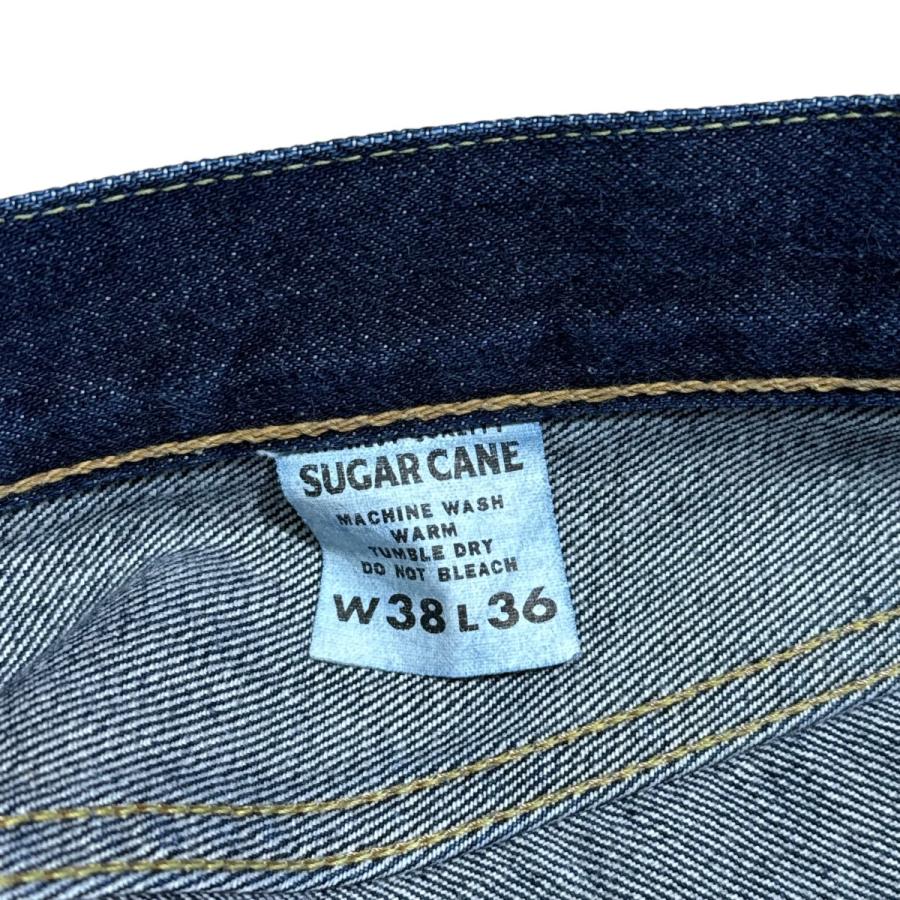 SUGAR CANE
MACHINE WASH
WARM
TUMBLE DRY
DO NOT BLEACH
W38 L36